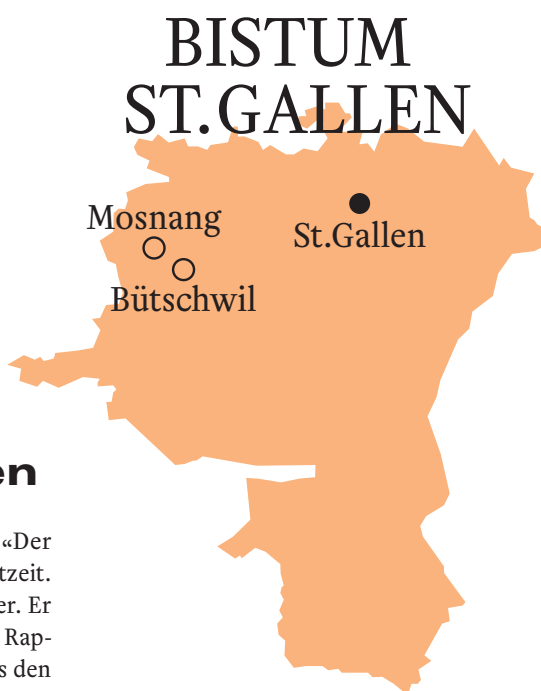 BISTUM
ST.GALLEN
Mosnang
St.Gallen
Bütschwil
en
«Der
tzeit.
er. Er
Rap-
s den